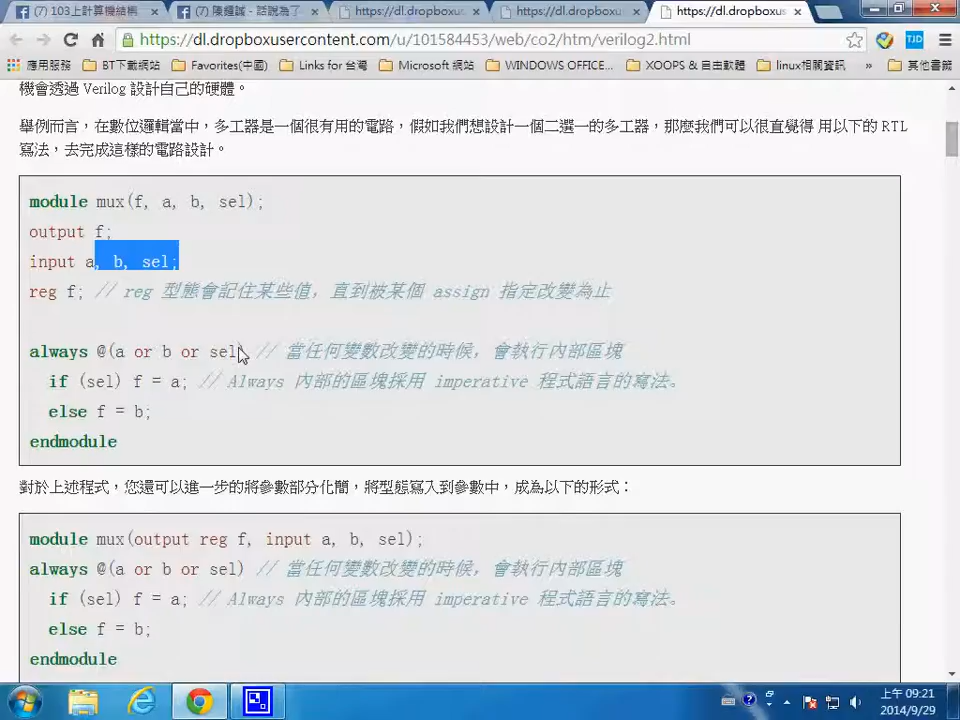 (7) 103上計算機結構
(7) 陳鍾誠 - 話說為了
https://dl.dropboxus
https://dl.dropboxu
https://dl.dropboxus
https://dl.dropboxusercontent.com/u/101584453/web/co2/htm/verilog2.html
應用服務 BT下載網站 Favorites(中國) Links for 台灣 Microsoft 網站 WINDOWS OFFICE... XOOPS & 自由軟體 linux相關資訊 » 其他書籤
機會透過 Verilog 設計自己的硬體。
舉例而言，在數位邏輯當中，多工器是一個很有用的電路，假如我們想設計一個二選一的多工器，那麼我們可以很直覺得 用以下的 RTL
寫法，去完成這樣的電路設計。
module mux(f, a, b, sel);
output f;
input a, b, sel;
reg f; // reg 型態會記住某些值，直到被某個 assign 指定改變為止
always @(a or b or sel) // 當任何變數改變的時候，會執行內部區塊
if (sel) f = a; // Always 內部的區塊採用 imperative 程式語言的寫法。
else f = b;
endmodule
對於上述程式，您還可以進一步的將參數部分化簡，將型態寫入到參數中，成為以下的形式：
module mux(output reg f, input a, b, sel);
always @(a or b or sel) // 當任何變數改變的時候，會執行內部區塊
if (sel) f = a; // Always 內部的區塊採用 imperative 程式語言的寫法。
else f = b;
endmodule
上午 09:21
2014/9/29